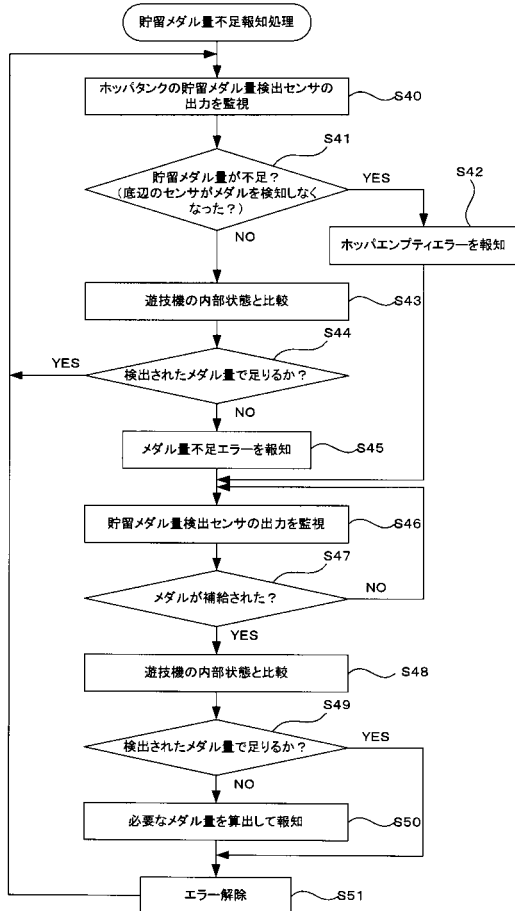 貯留メダル量不足報知処理
ホッパタンクの貯留メダル量検出センサの
出力を監視
S40
S41
貯留メダル量が不足？
(底辺のセンサがメダルを検知しなく
なった？)
YES
S42
ホッパエンプティエラーを報知
NO
遊技機の内部状態と比較
S43
S44
YES
検出されたメダル量で足りるか？
NO
メダル量不足エラーを報知
S45
貯留メダル量検出センサの出力を監視
S46
S47
メダルが補給された？
NO
YES
遊技機の内部状態と比較
S48
S49
検出されたメダル量で足りるか？
YES
NO
必要なメダル量を算出して報知
S50
エラー解除
S51